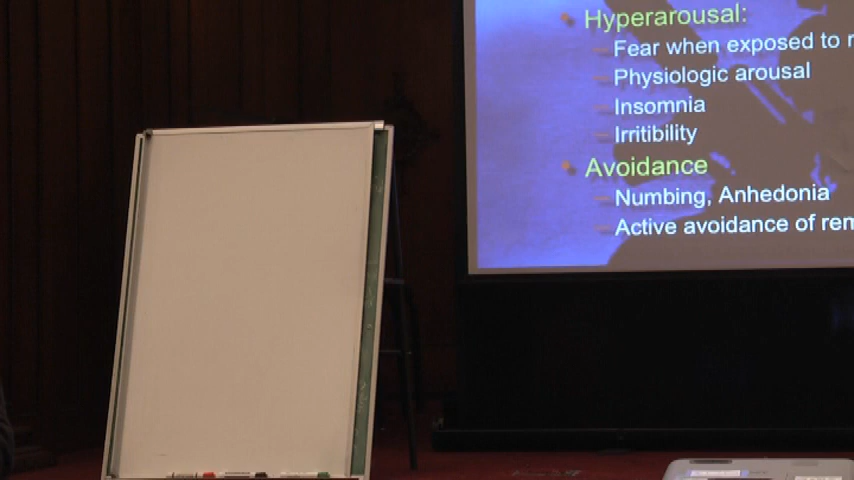 Hyperarousal:
– Fear when exposed to
– Physiologic arousal
– Insomnia
– Irritibility
Avoidance
– Numbing, Anhedonia
– Active avoidance of rem